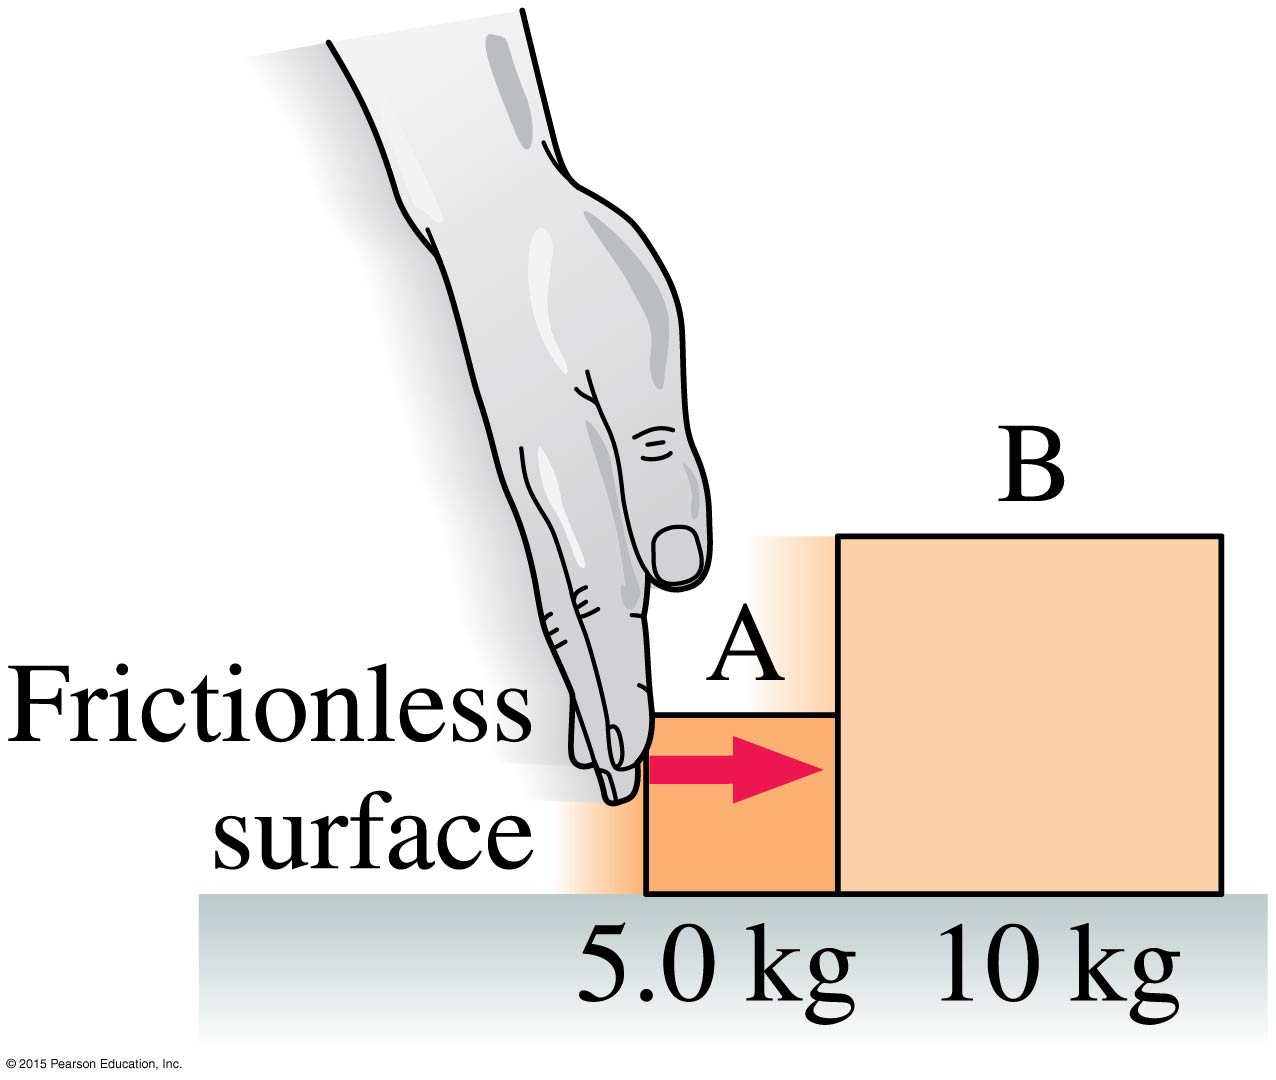 B
A
Frictionless
surface
5.0 kg 10 kg
© 2015 Pearson Education, Inc.